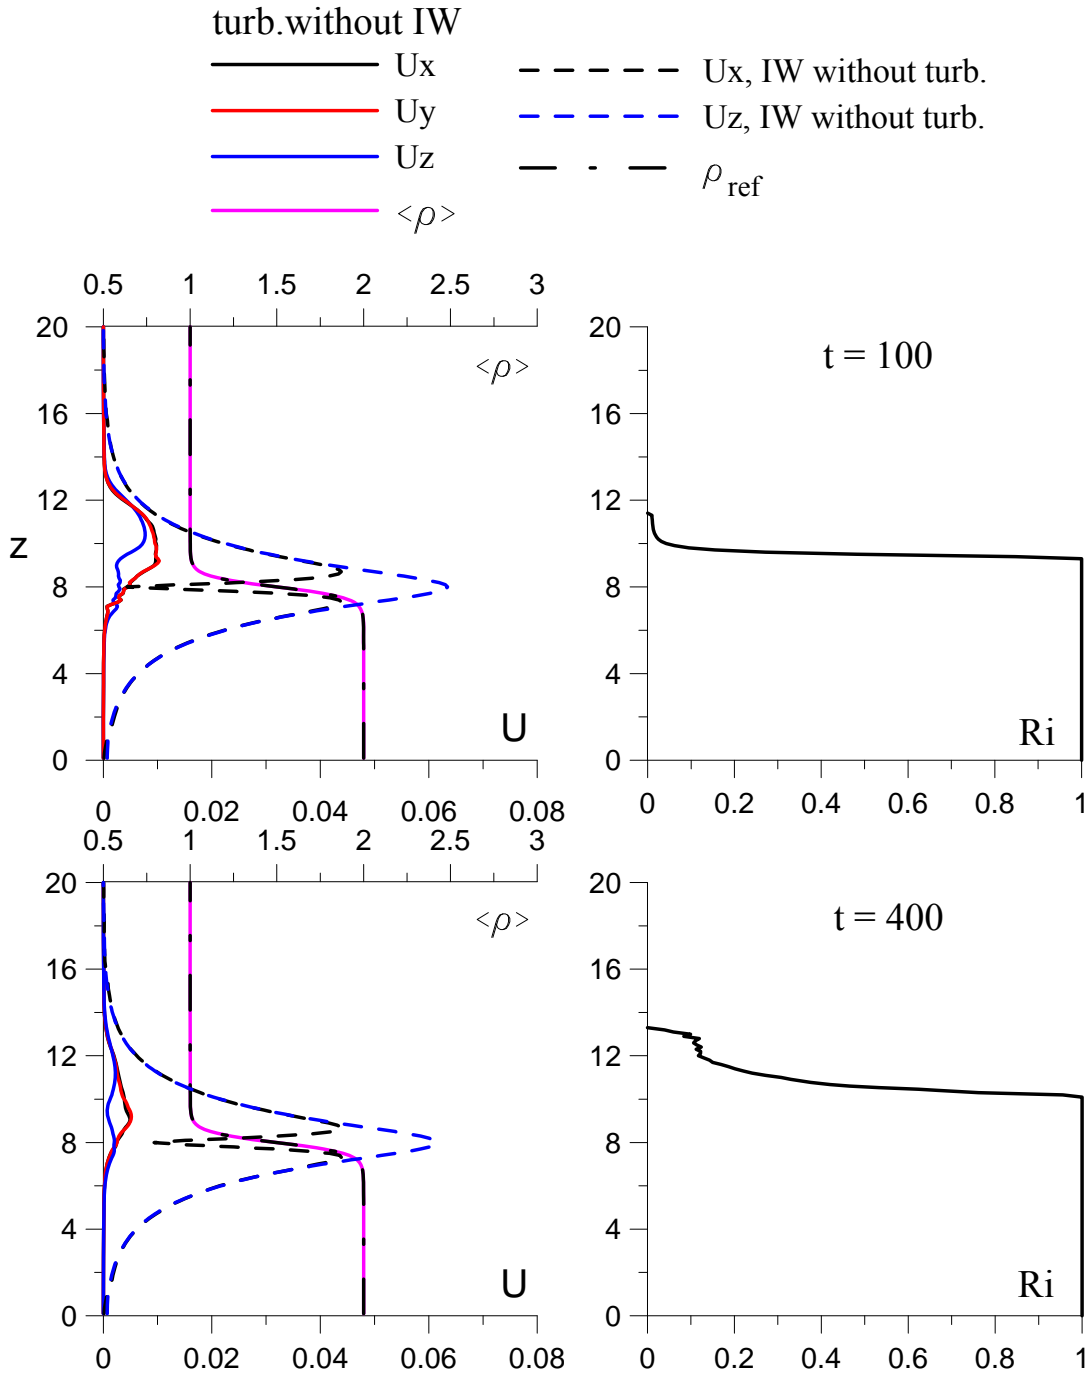 turb.without IW
Ux
Uy
Uz
<ρ>
Ux, IW without turb.
Uz, IW without turb.
ρ ref
0.5 1 1.5 2 2.5 3
20
16
12
8
4
0
z
<ρ>
U
0 0.02 0.04 0.06 0.08
20
16
12
8
4
0
t = 100
Ri
0 0.2 0.4 0.6 0.8 1
0.5 1 1.5 2 2.5 3
20
16
12
8
4
0
<ρ>
U
0 0.02 0.04 0.06 0.08
20
16
12
8
4
0
t = 400
Ri
0 0.2 0.4 0.6 0.8 1